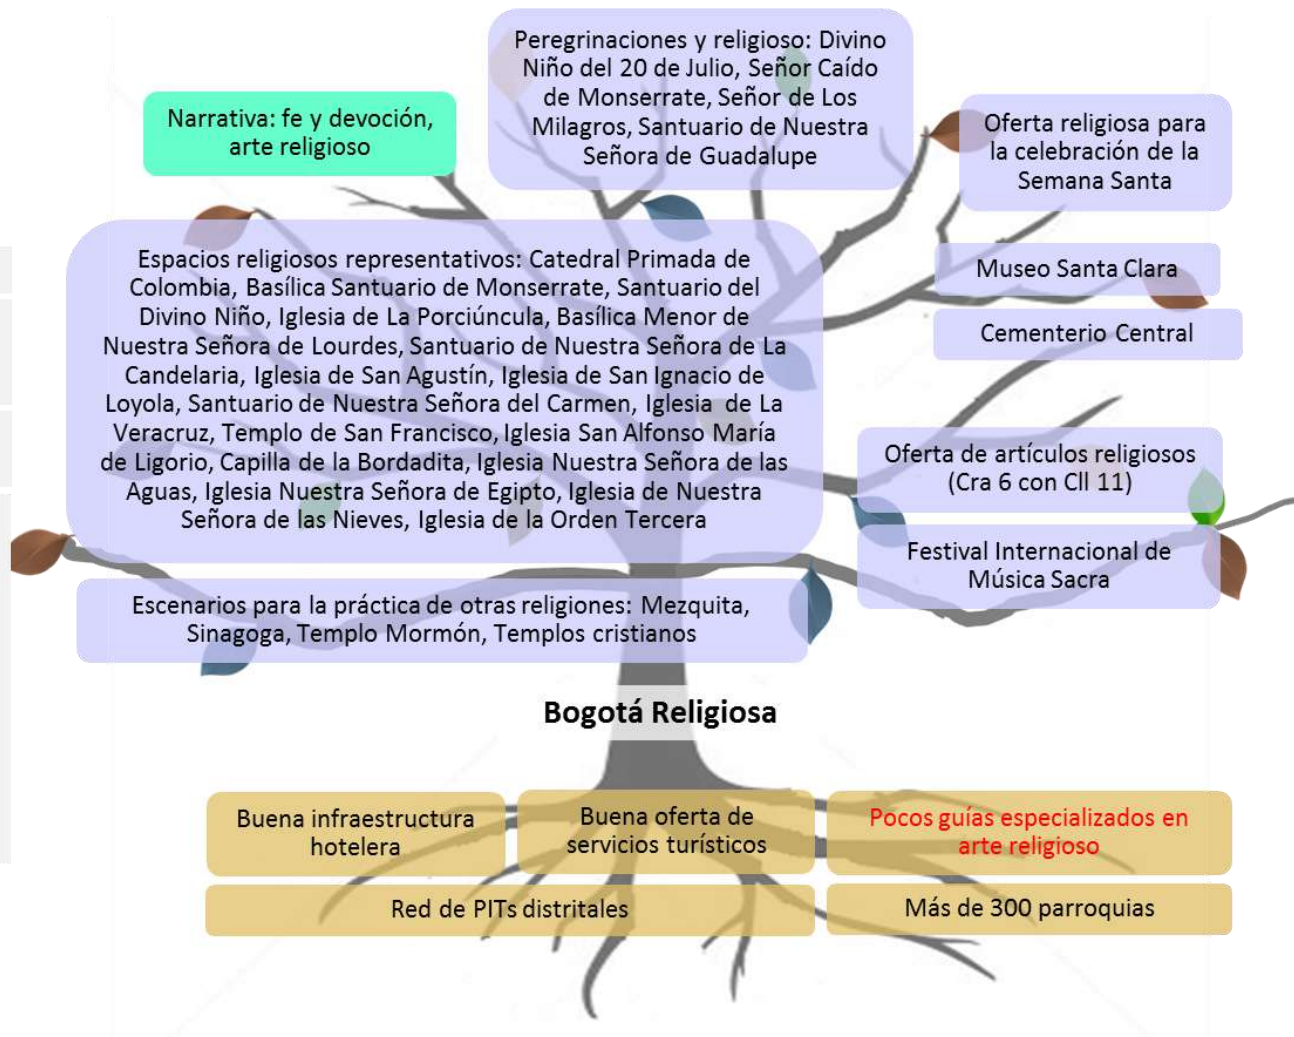 Peregrinaciones y religioso: Divino
Niño del 20 de Julio, Señor Caído
de Monserrate, Señor de Los
Milagros, Santuario de Nuestra
Señora de Guadalupe
Narrativa: fe y devoción,
arte religioso
Oferta religiosa para
la celebración de la
Semana Santa
Espacios religiosos representativos: Catedral Primada de
Colombia, Basílica Santuario de Monserrate, Santuario del
Divino Niño, Iglesia de La Porciúncula, Basílica Menor de
Nuestra Señora de Lourdes, Santuario de Nuestra Señora de La
Candelaria, Iglesia de San Agustín, Iglesia de San Ignacio de
Loyola, Santuario de Nuestra Señora del Carmen, Iglesia de La
Veracruz, Templo de San Francisco, Iglesia San Alfonso María
de Ligorio, Capilla de la Bordadita, Iglesia Nuestra Señora de las
Aguas, Iglesia Nuestra Señora de Egipto, Iglesia de Nuestra
Señora de las Nieves, Iglesia de la Orden Tercera
Museo Santa Clara
Cementerio Central
Oferta de artículos religiosos
(Cra 6 con Cll 11)
Festival Internacional de
Música Sacra
Escenarios para la práctica de otras religiones: Mezquita,
Sinagoga, Templo Mormón, Templos cristianos
Bogotá Religiosa
Buena infraestructura
hotelera
Buena oferta de
servicios turísticos
Pocos guías especializados en
arte religioso
Red de PITs distritales
Más de 300 parroquias